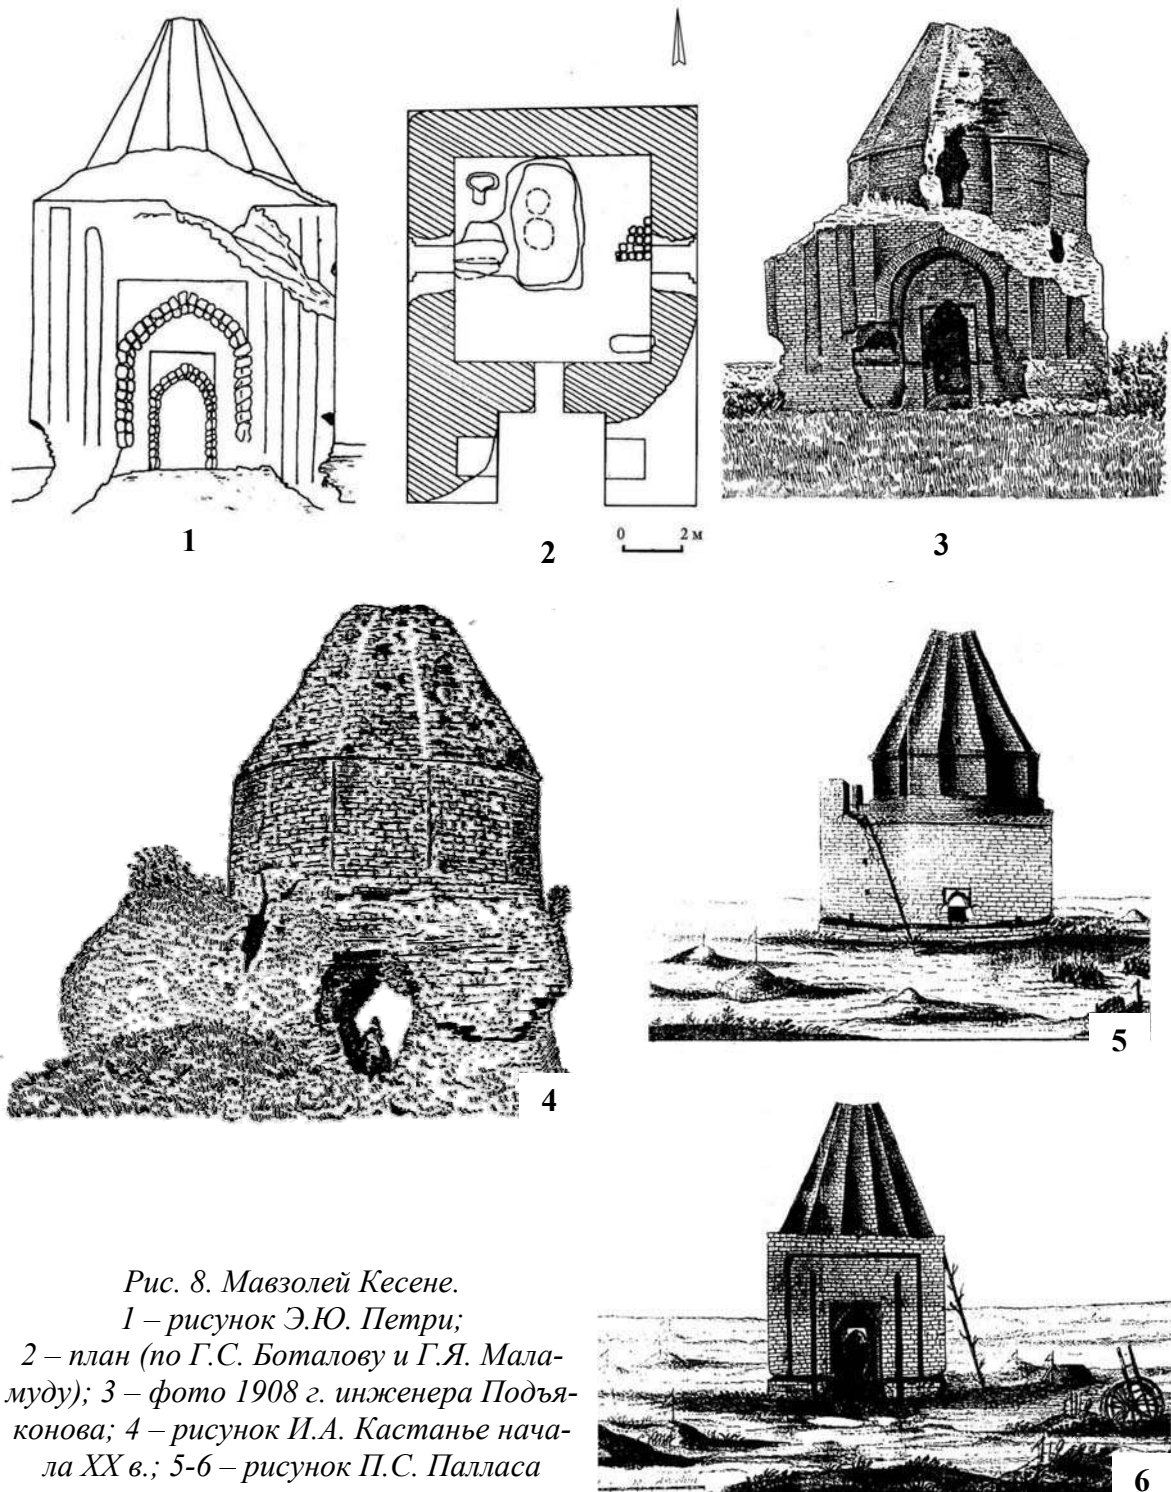 1
2
0 2 м
3
4
5
6
Рис. 8. Мавзолей Кесене.
1 – рисунок Э.Ю. Петри;
2 – план (по Г.С. Боталову и Г.Я. Мала-
муду); 3 – фото 1908 г. инженера Подъя-
конова; 4 – рисунок И.А. Кастанье нача-
ла XX в.; 5-6 – рисунок П.С. Палласа